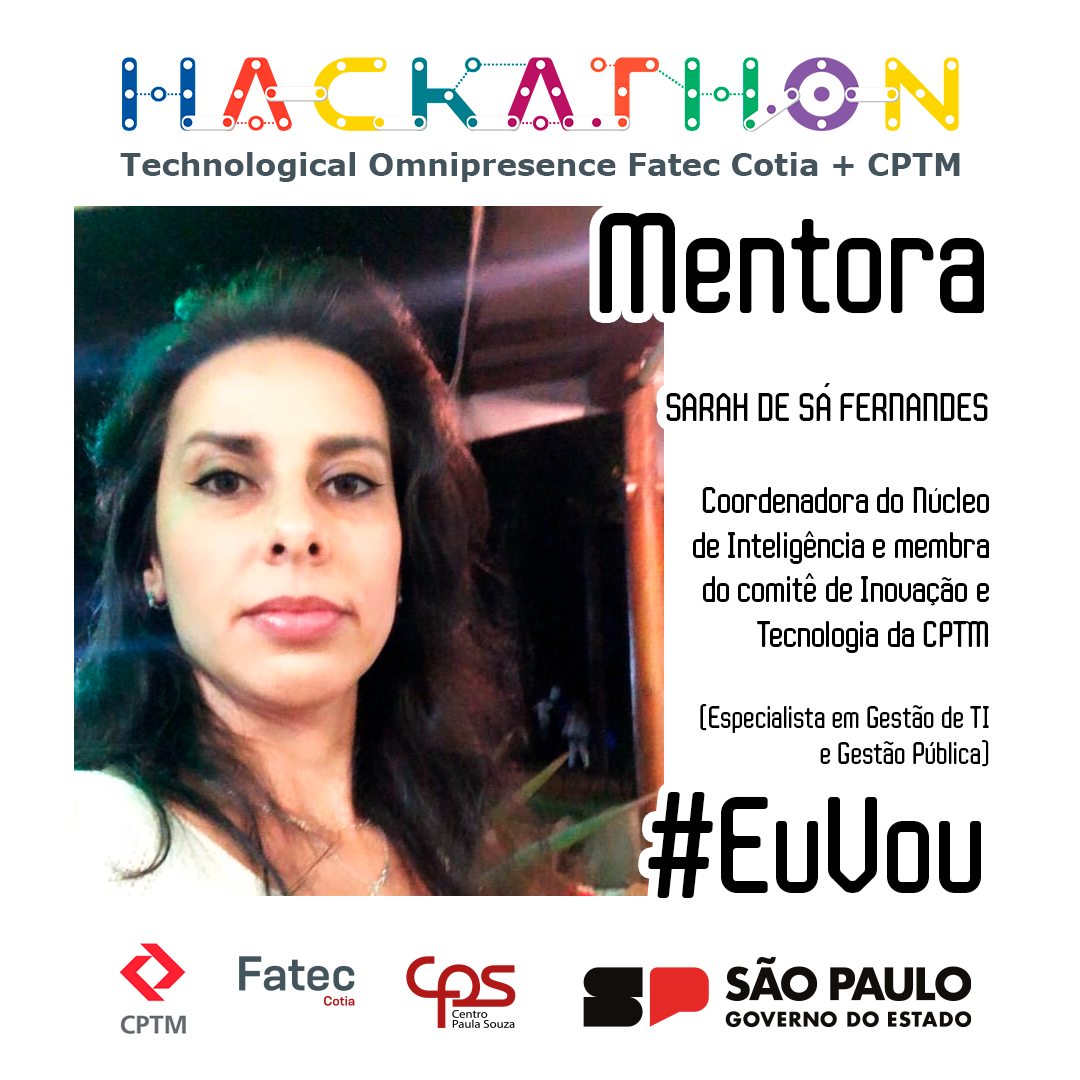 HACKATHON
Technological Omnipresence Fatec Cotia + CPTM
Mentora
SARAH DE SÁ FERNANDES
Coordenadora do Núcleo
de Inteligência e membra
do comitê de Inovação e
Tecnologia da CPTM
(Especialista em Gestão de TI
e Gestão Pública)
#EuVou
CPTM
Fatec
Cotia
CPS
Centro
Paula Souza
SP
SÃO PAULO
GOVERNO DO ESTADO